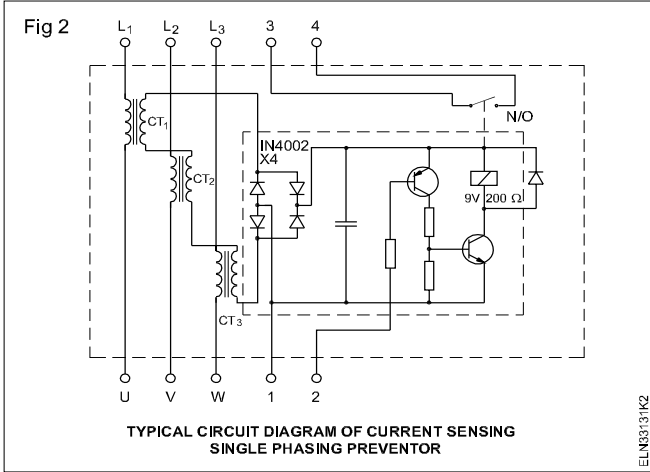 Fig 2
L1 L2 L3 3 4
N/O
CT1
IN4002
X4
CT2
9V 200 Ω
CT3
U V W 1 2
TYPICAL CIRCUIT DIAGRAM OF CURRENT SENSING
SINGLE PHASING PREVENTOR
ELN33131K2